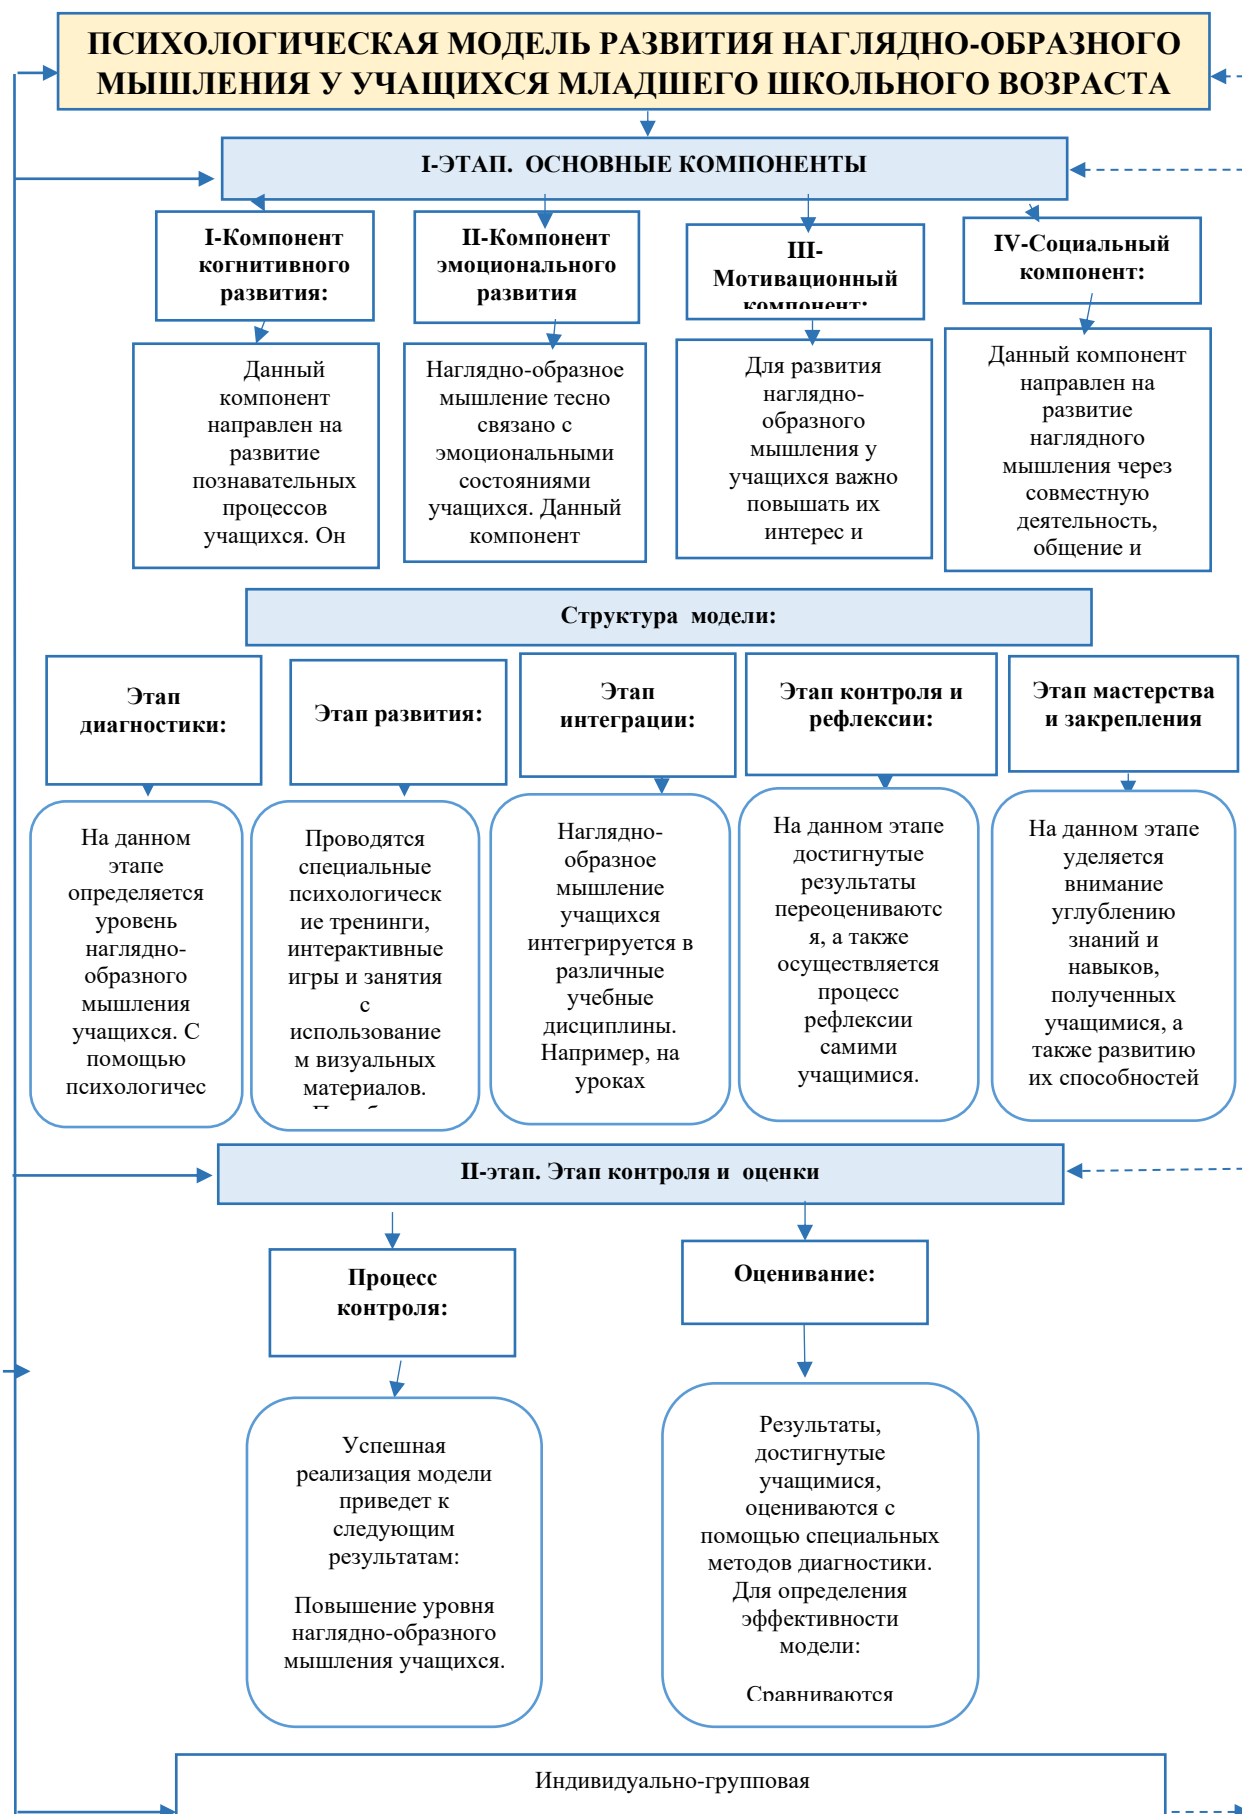 ПСИХОЛОГИЧЕСКАЯ МОДЕЛЬ РАЗВИТИЯ НАГЛЯДНО-ОБРАЗНОГО
МЫШЛЕНИЯ У УЧАЩИХСЯ МЛАДШЕГО ШКОЛЬНОГО ВОЗРАСТА
I-ЭТАП. ОСНОВНЫЕ КОМПОНЕНТЫ
I-Компонент
когнитивного
развития:
II-Компонент
эмоционального
развития
III-
Мотивационный
компонент:
IV-Социальный
компонент:
Данный
компонент
направлен на
развитие
познавательных
процессов
учащихся. Он
Наглядно-образное
мышление тесно
связано с
эмоциональными
состояниями
учащихся. Данный
компонент
Для развития
наглядно-
образного
мышления у
учащихся важно
повышать их
интерес и
Данный компонент
направлен на
развитие
наглядного
мышления через
совместную
деятельность,
общение и
Структура модели:
Этап
диагностики:
Этап развития:
Этап
интеграции:
Этап контроля и
рефлексии:
Этап мастерства
и закрепления
На данном
этапе
определяется
уровень
наглядно-
образного
мышления
учащихся. С
помощью
психологичес
Проводятся
специальные
психологическ
ие тренинги,
интерактивные
игры и занятия
с
использование
м визуальных
материалов.
Наглядно-
образное
мышление
учащихся
интегрируется в
различные
учебные
дисциплины.
Например, на
уроках
На данном этапе
достигнутые
результаты
переоцениваютс
я, а также
осуществляется
процесс
рефлексии
самими
учащимися.
На данном этапе
уделяется
внимание
углублению
знаний и
навыков,
полученных
учащимися, а
также развитию
их способностей
II-этап. Этап контроля и оценки
Процесс
контроля:
Оценивание:
Успешная
реализация модели
приведет к
следующим
результатам:
Повышение уровня
наглядно-образного
мышления учащихся.
Результаты,
достигнутые
учащимися,
оцениваются с
помощью специальных
методов диагностики.
Для определения
эффективности
модели:
Сравниваются
Индивидуально-групповая